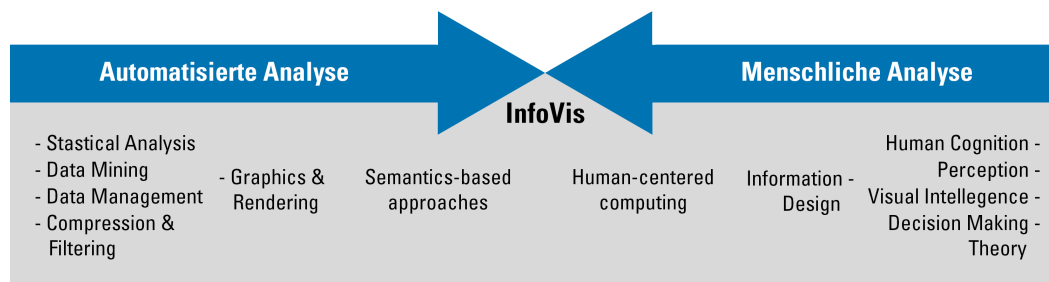 Automatisierte Analyse
Menschliche Analyse
InfoVis
- Stastical Analysis
- Data Mining
- Data Management
- Compression &
Filtering
- Graphics &
Rendering
Semantics-based
approaches
Human-centered
computing
Information -
Design
Human Cognition -
Perception -
Visual Intellegence -
Decision Making -
Theory